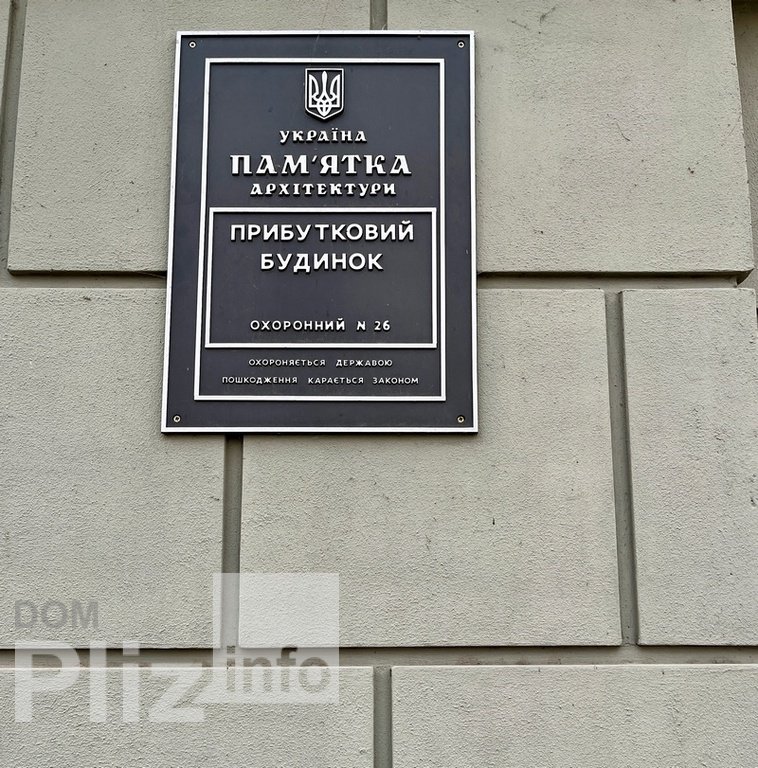 УКРАЇНА
ПАМ'ЯТКА
АРХІТЕКТУРИ
ПРИБУТКОВИЙ
БУДИНОК
ОХОРОННИЙ N 26
ОХОРОНЯЄТЬСЯ ДЕРЖАВОЮ
ПОШКОДЖЕННЯ КАРАЄТЬСЯ ЗАКОНОМ
DOM
Pliz info